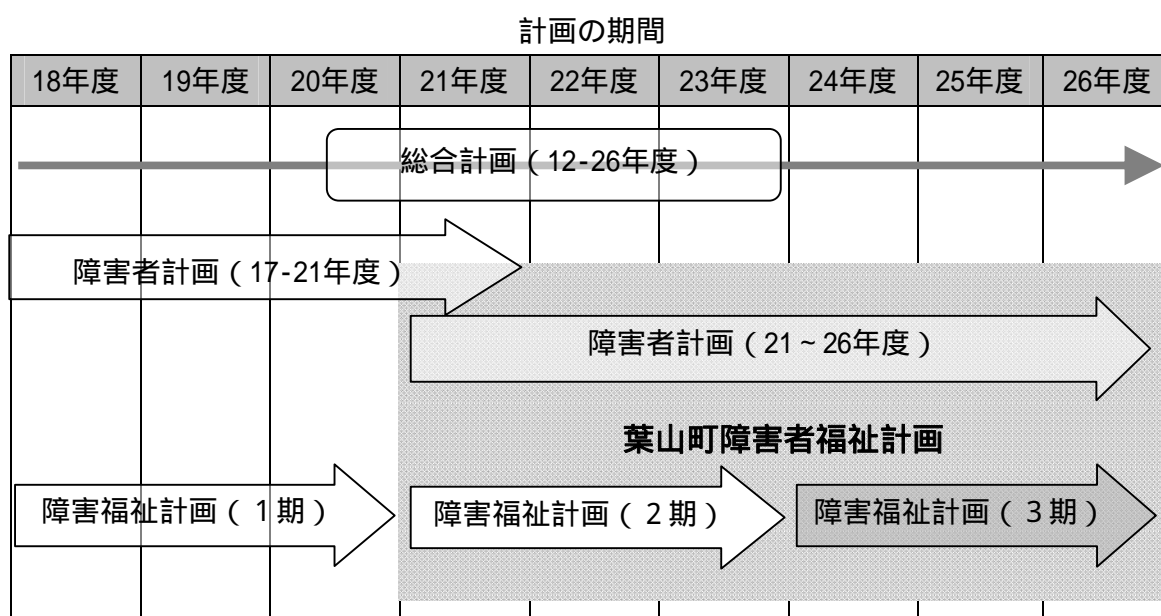 計画の期間
18年度 19年度 20年度 21年度 22年度 23年度 24年度 25年度 26年度
総合計画（12-26年度）
障害者計画（17-21年度）
障害者計画（21～26年度）
葉山町障害者福祉計画
障害福祉計画（１期） 障害福祉計画（２期） 障害福祉計画（３期）